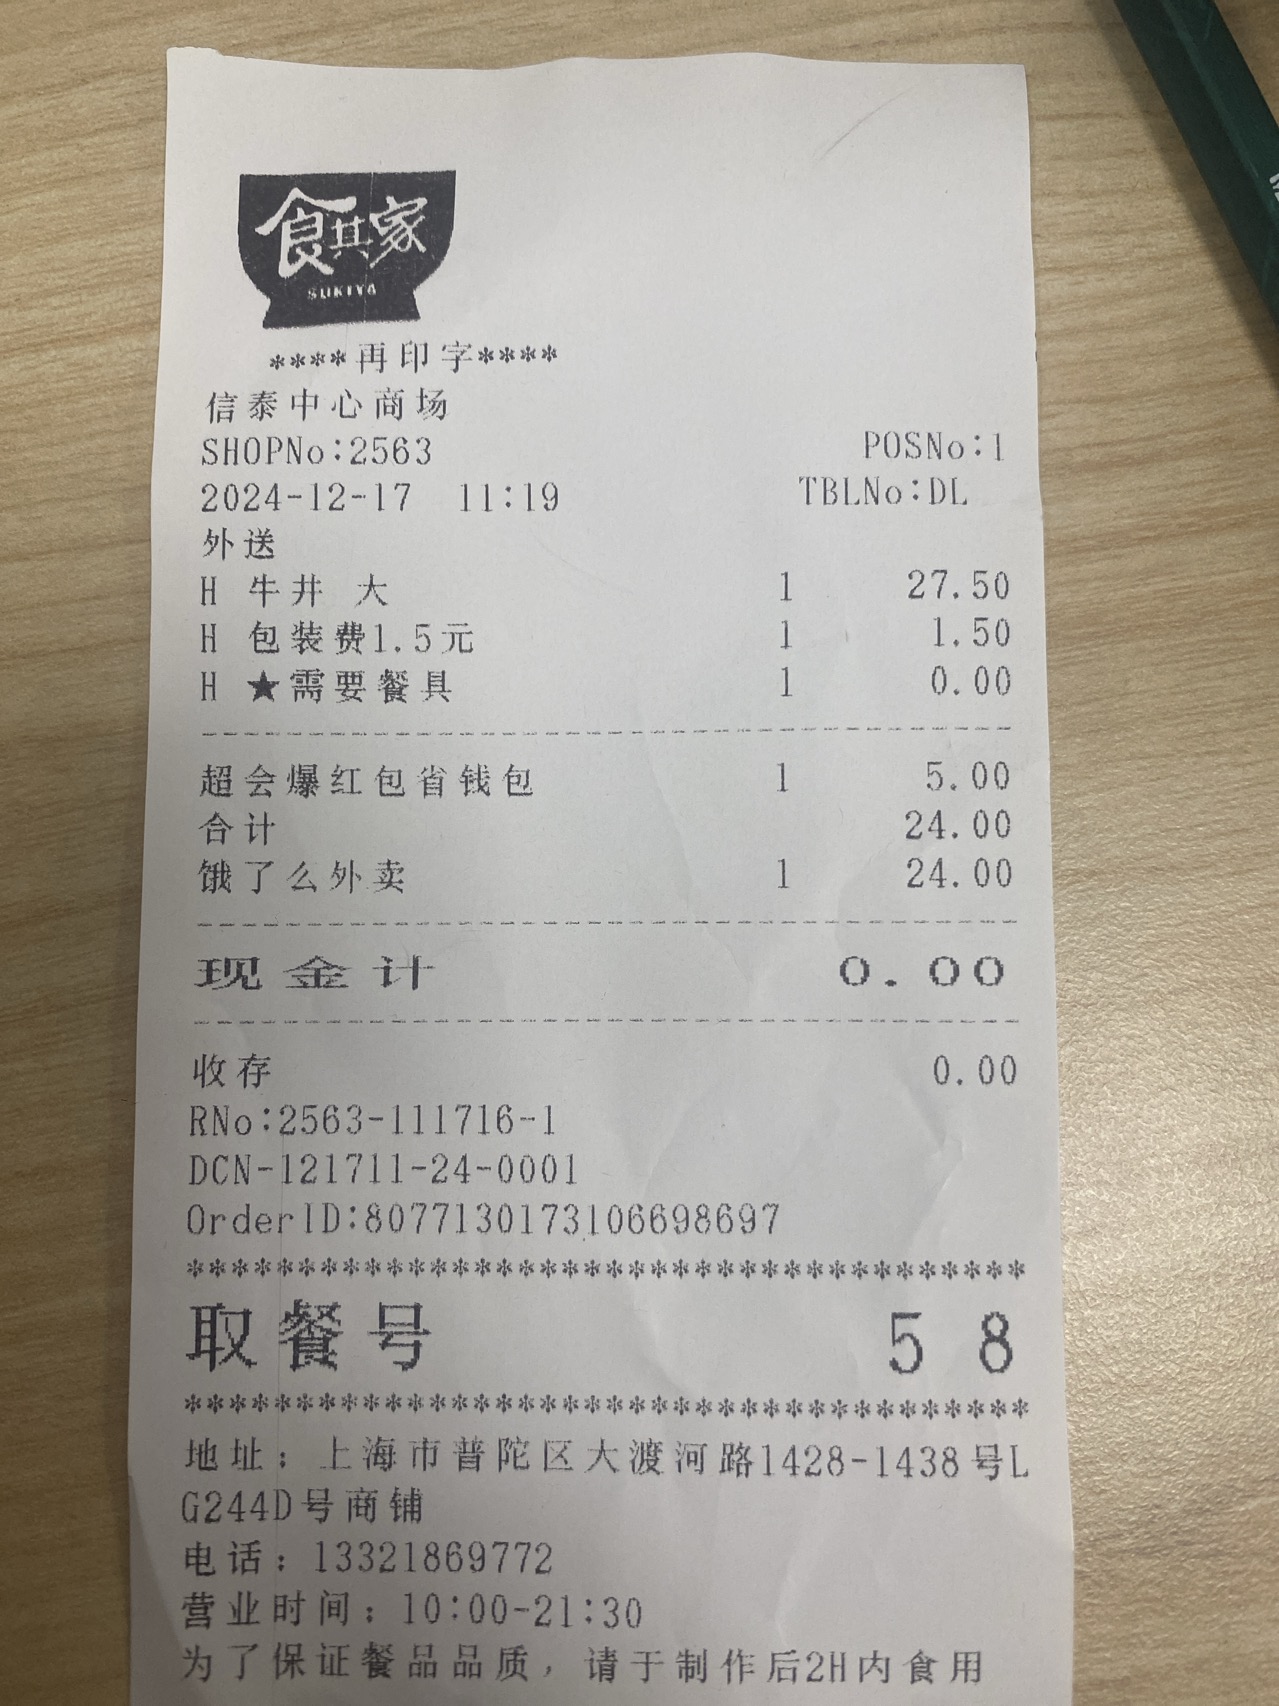 食其家
SUKIYA
****再印字****
信泰中心商场
SHOPNo:2563 POSNo:1
2024-12-17 11:19 TBLNo:DL
外送
H 牛井 大 1 27.50
H 包装费1.5元 1 1.50
H ★需要餐具 1 0.00
超会爆红包省钱包 1 5.00
合计 24.00
饿了么外卖 1 24.00
现金计 0.00
收存 0.00
RNo:2563-111716-1
DCN-121711-24-0001
OrderID:8077130173106698697
**************************************
取餐号 58
**************************************
地址：上海市普陀区大渡河路1428-1438号L
G244D号商铺
电话：13321869772
营业时间：10:00-21:30
为了保证餐品品质，请于制作后2H内食用